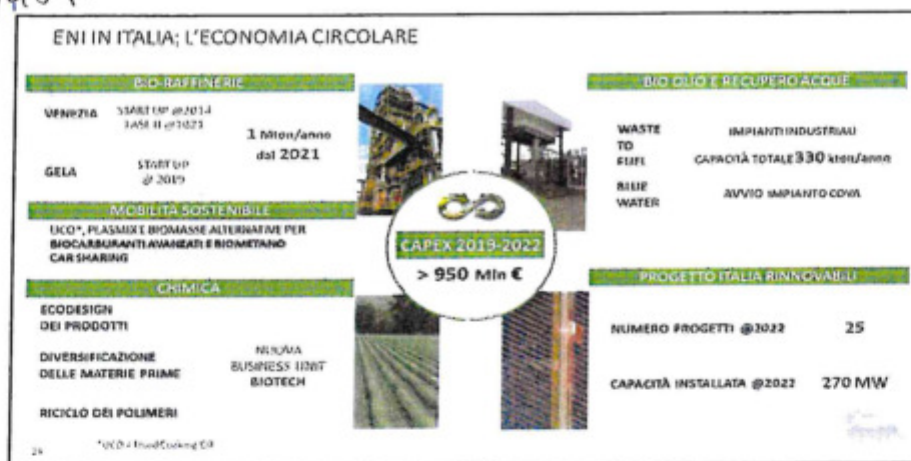 ENI IN ITALIA; L'ECONOMIA CIRCOLARE
BIO-RAFFINERIE
VENEZIA
START UP @2014
FASE II @2021
GELA
START UP
@ 2019
1 Mton/anno
dal 2021
MOBILITÀ SOSTENIBILE
UCO*, PLASMIX E BIOMASSE ALTERNATIVE PER
BIOCARBURANTI AVANZATI E BIOMETANO
CAR SHARING
CHIMICA
ECODESIGN
DEI PRODOTTI
DIVERSIFICAZIONE
DELLE MATERIE PRIME
NUOVA
BUSINESS UNIT
BIOTECH
RICICLO DEI POLIMERI
CAPEX 2019-2022
> 950 Mln €
BIO OLIO E RECUPERO ACQUE
WASTE
TO
FUEL
IMPIANTI INDUSTRIALI
CAPACITÀ TOTALE 330 kton/anno
BLUE
WATER
AVVIO IMPIANTO COVA
PROGETTO ITALIA RINNOVABILI
NUMERO PROGETTI @2022 25
CAPACITÀ INSTALLATA @2022 270 MW
*UCO = Used Cooking Oil